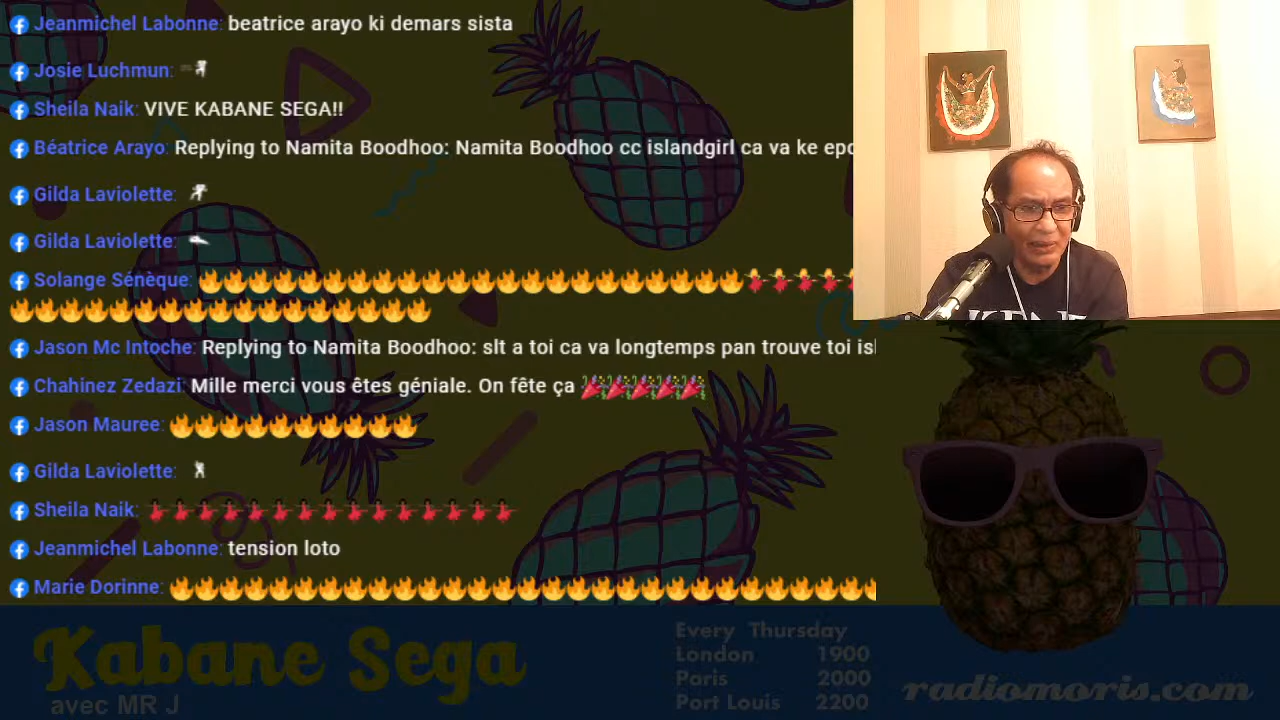 Jeanmichel Labonne: beatrice arayo ki demars sista
Josie Luchmun:
Sheila Naik: VIVE KABANE SEGA!!
Béatrice Arayo: Replying to Namita Boodhoo: Namita Boodhoo cc islandgirl ca va ke
Gilda Laviolette:
Gilda Laviolette:
Solange Sénèque: 🔥🔥🔥🔥🔥🔥🔥🔥🔥🔥🔥🔥🔥🔥🔥🔥🔥🔥🔥🔥🔥🔥💃💃💃💃💃
🔥🔥🔥🔥🔥🔥🔥🔥🔥🔥🔥🔥🔥🔥🔥🔥🔥
Jason Mc Intoche: Replying to Namita Boodhoo: slt a toi ca va longtemps pan trouve toi
Chahinez Zedazi: Mille merci vous êtes géniale. On fête ça 🎉🎉🎉🎉🎉
Jason Mauree: 🔥🔥🔥🔥🔥🔥🔥🔥🔥🔥
Gilda Laviolette:
Sheila Naik: 💃💃💃💃💃💃💃💃💃💃💃💃💃💃💃
Jeanmichel Labonne: tension loto
Marie Dorinne: 🔥🔥🔥🔥🔥🔥🔥🔥🔥🔥🔥🔥🔥🔥🔥🔥🔥🔥🔥🔥🔥🔥🔥🔥🔥🔥🔥🔥🔥
Kabane Sega
avec MR J
Every Thursday
London 1900
Paris 2000
Port Louis 2200
radiomoris.com